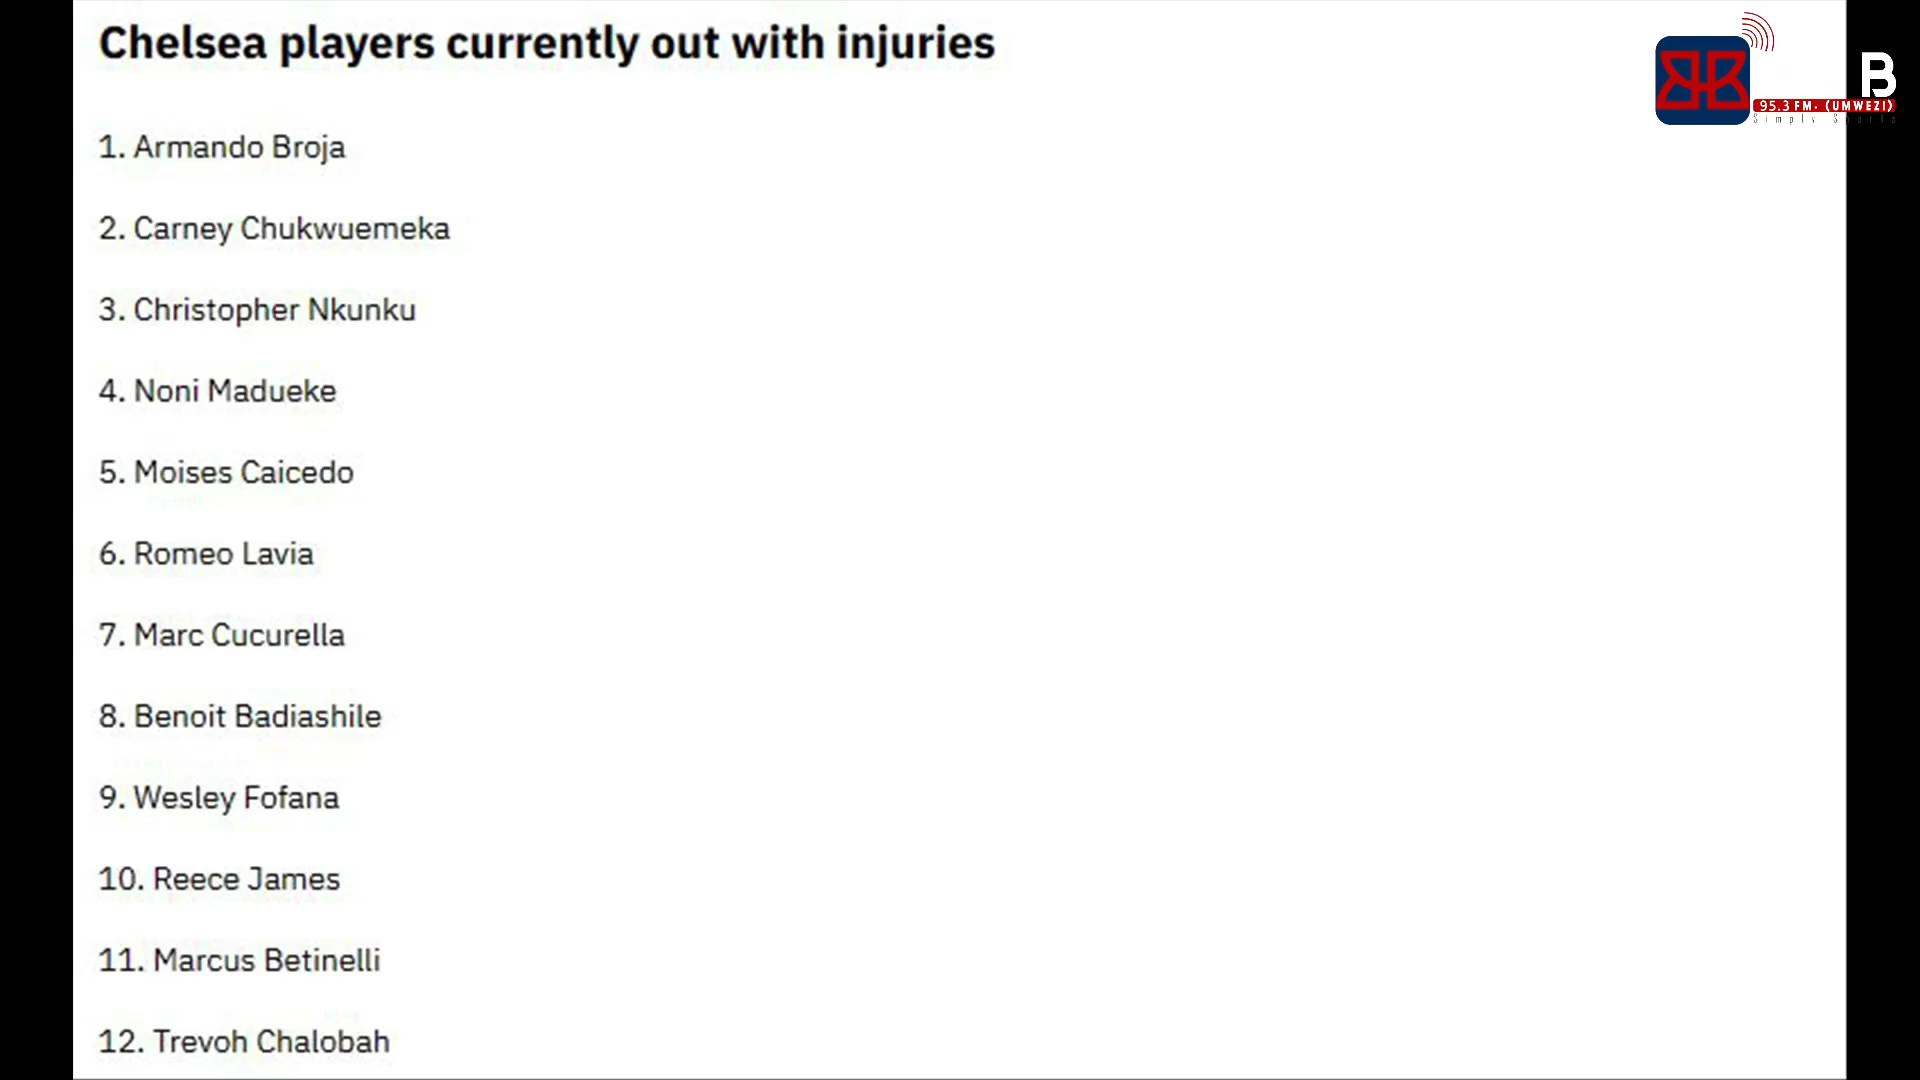 Chelsea players currently out with injuries
1. Armando Broja
2. Carney Chukwuemeka
3. Christopher Nkunku
4. Noni Madueke
5. Moises Caicedo
6. Romeo Lavia
7. Marc Cucurella
8. Benoit Badiashile
9. Wesley Fofana
10. Reece James
11. Marcus Betinelli
12. Trevoh Chalobah
B
95.3 FM. (UMWEZI)
Simply Sports